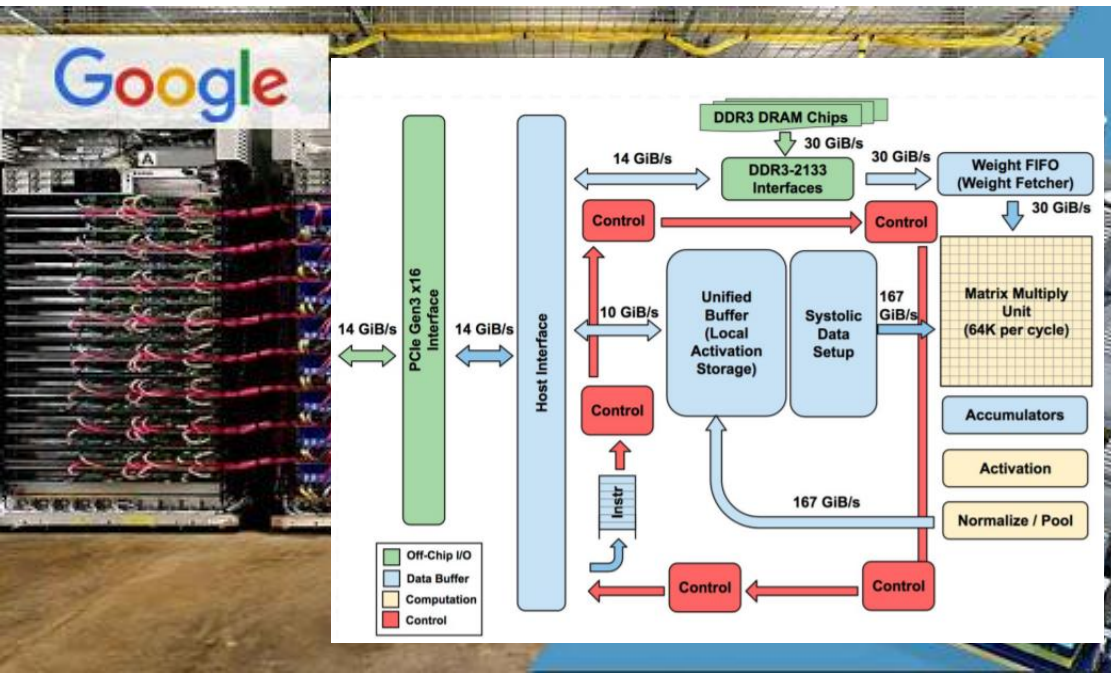 Google
A
DDR3 DRAM Chips
30 GiB/s
14 GiB/s
DDR3-2133
Interfaces
30 GiB/s
Weight FIFO
(Weight Fetcher)
30 GiB/s
Control
Control
PCIe Gen3 x16
Interface
Host Interface
14 GiB/s
14 GiB/s
10 GiB/s
Unified
Buffer
(Local
Activation
Storage)
Systolic
Data
Setup
167
GiB/s
Matrix Multiply
Unit
(64K per cycle)
Control
Accumulators
Activation
Instr
167 GiB/s
Normalize / Pool
Off-Chip I/O
Data Buffer
Computation
Control
Control
Control